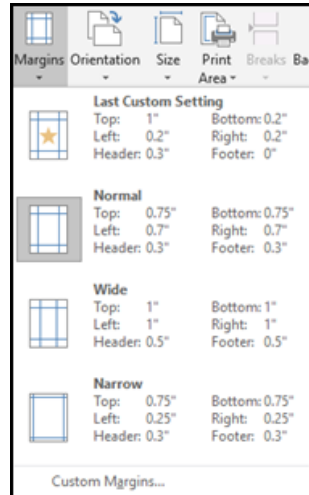 Margins Orientation Size Print Breaks Ba
Area
Last Custom Setting
Top: 1" Bottom: 0.2"
Left: 0.2" Right: 0.2"
Header: 0.3" Footer: 0"
Normal
Top: 0.75" Bottom: 0.75"
Left: 0.7" Right: 0.7"
Header: 0.3" Footer: 0.3"
Wide
Top: 1" Bottom: 1"
Left: 1" Right: 1"
Header: 0.5" Footer: 0.5"
Narrow
Top: 0.75" Bottom: 0.75"
Left: 0.25" Right: 0.25"
Header: 0.3" Footer: 0.3"
Custom Margins...